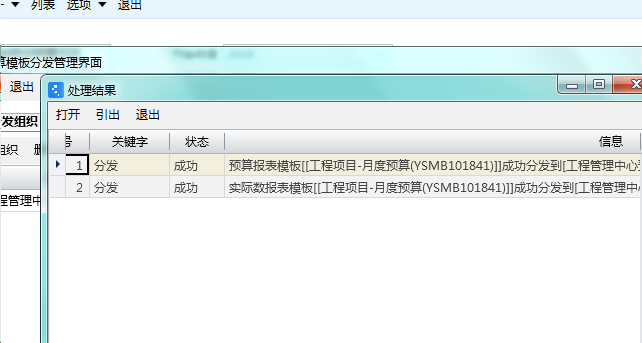 列表 选项 退出
算模板分发管理界面
退出
处理结果
打开 引出 退出
发组织
号 关键字 状态 信息
组织
1 分发 成功 预算报表模板[[工程项目-月度预算(YSMB101841)]]成功分发到[工程管理中心
2 分发 成功 实际数报表模板[[工程项目-月度预算(YSMB101841)]]成功分发到[工程管理中心
程管理中